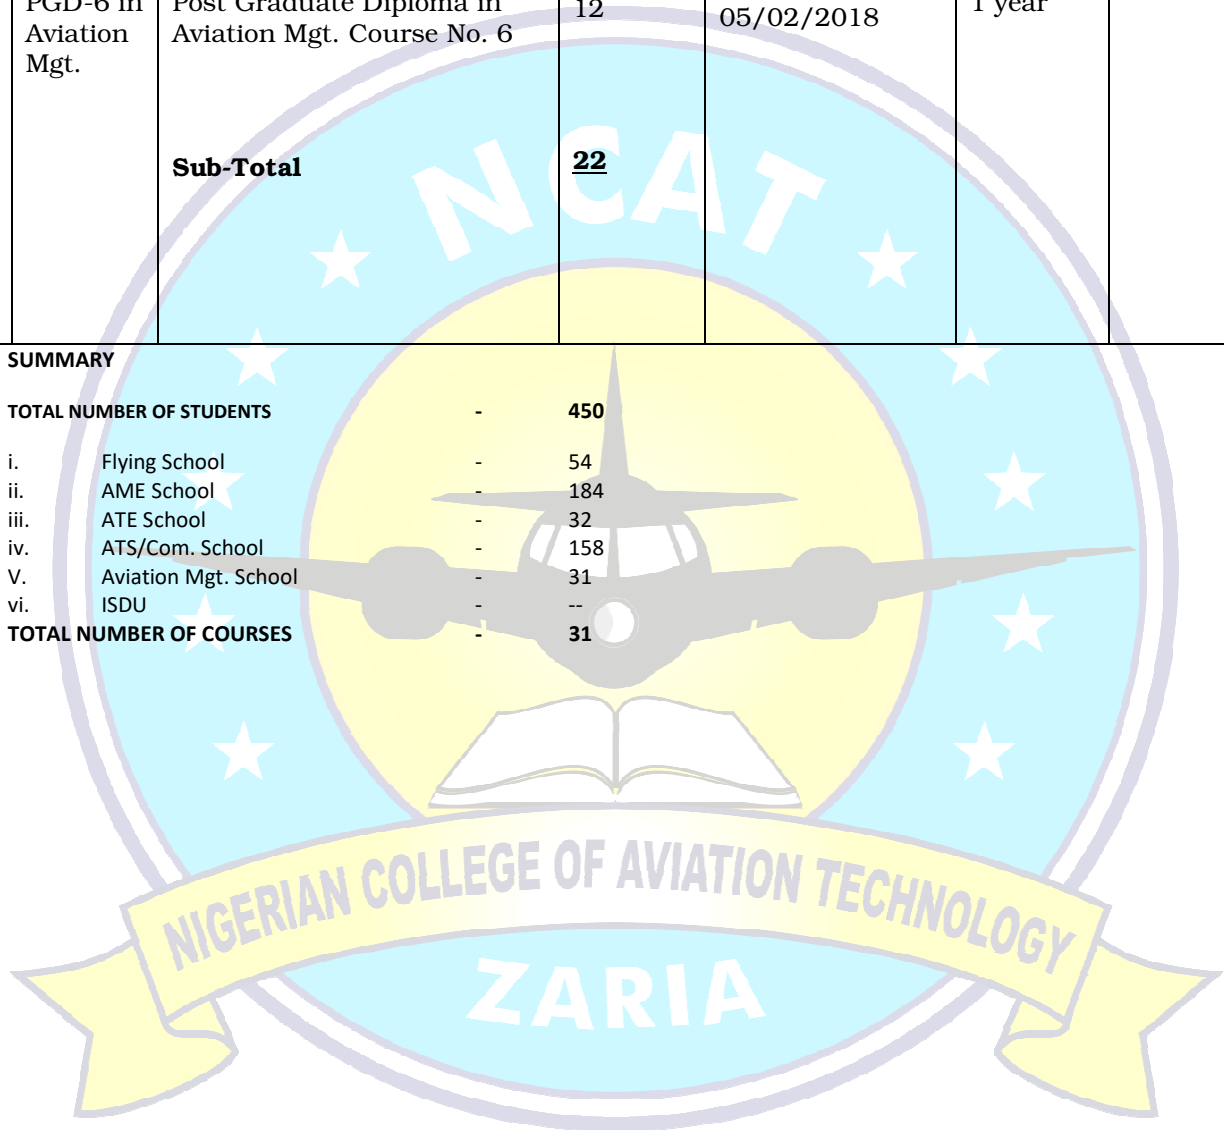 PGD-6 in
Aviation
Mgt.
Post Graduate Diploma in
Aviation Mgt. Course No. 6
12
05/02/2018
1 year
Sub-Total 22
SUMMARY
TOTAL NUMBER OF STUDENTS - 450
i. Flying School - 54
ii. AME School - 184
iii. ATE School - 32
iv. ATS/Com. School - 158
V. Aviation Mgt. School - 31
vi. ISDU - --
TOTAL NUMBER OF COURSES - 31
NCAT
NIGERIAN COLLEGE OF AVIATION TECHNOLOGY
ZARIA